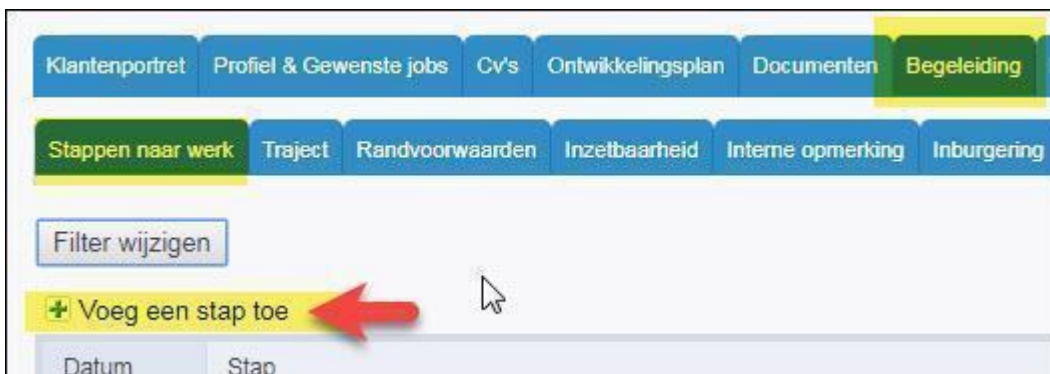 Klantenportret Profiel & Gewenste jobs Cv's Ontwikkelingsplan Documenten Begeleiding
Stappen naar werk Traject Randvoorwaarden Inzetbaarheid Interne opmerking Inburgering
Filter wijzigen
Voeg een stap toe
Datum Stap